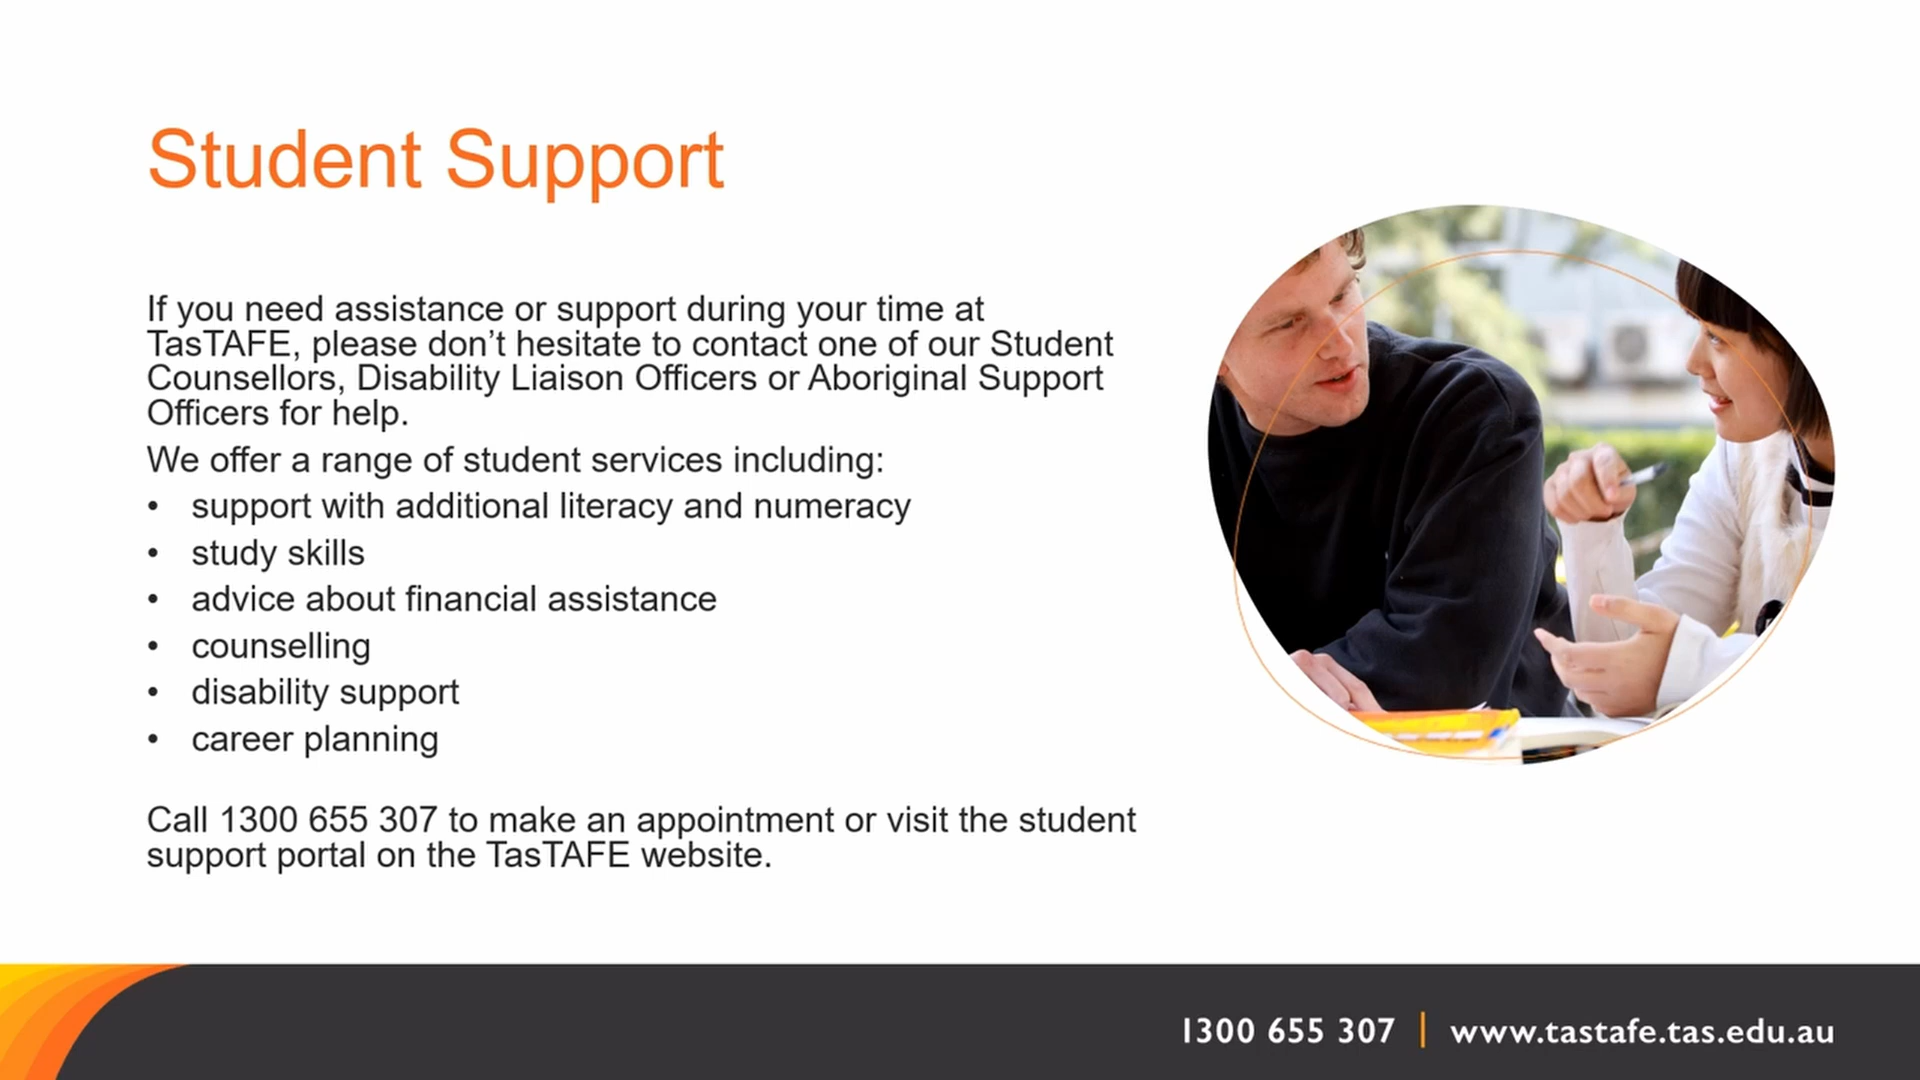 Student Support
If you need assistance or support during your time at
TasTAFE, please don’t hesitate to contact one of our Student
Counsellors, Disability Liaison Officers or Aboriginal Support
Officers for help.
We offer a range of student services including:
• support with additional literacy and numeracy
• study skills
• advice about financial assistance
• counselling
• disability support
• career planning
Call 1300 655 307 to make an appointment or visit the student
support portal on the TasTAFE website.
1300 655 307 | www.tastafe.tas.edu.au